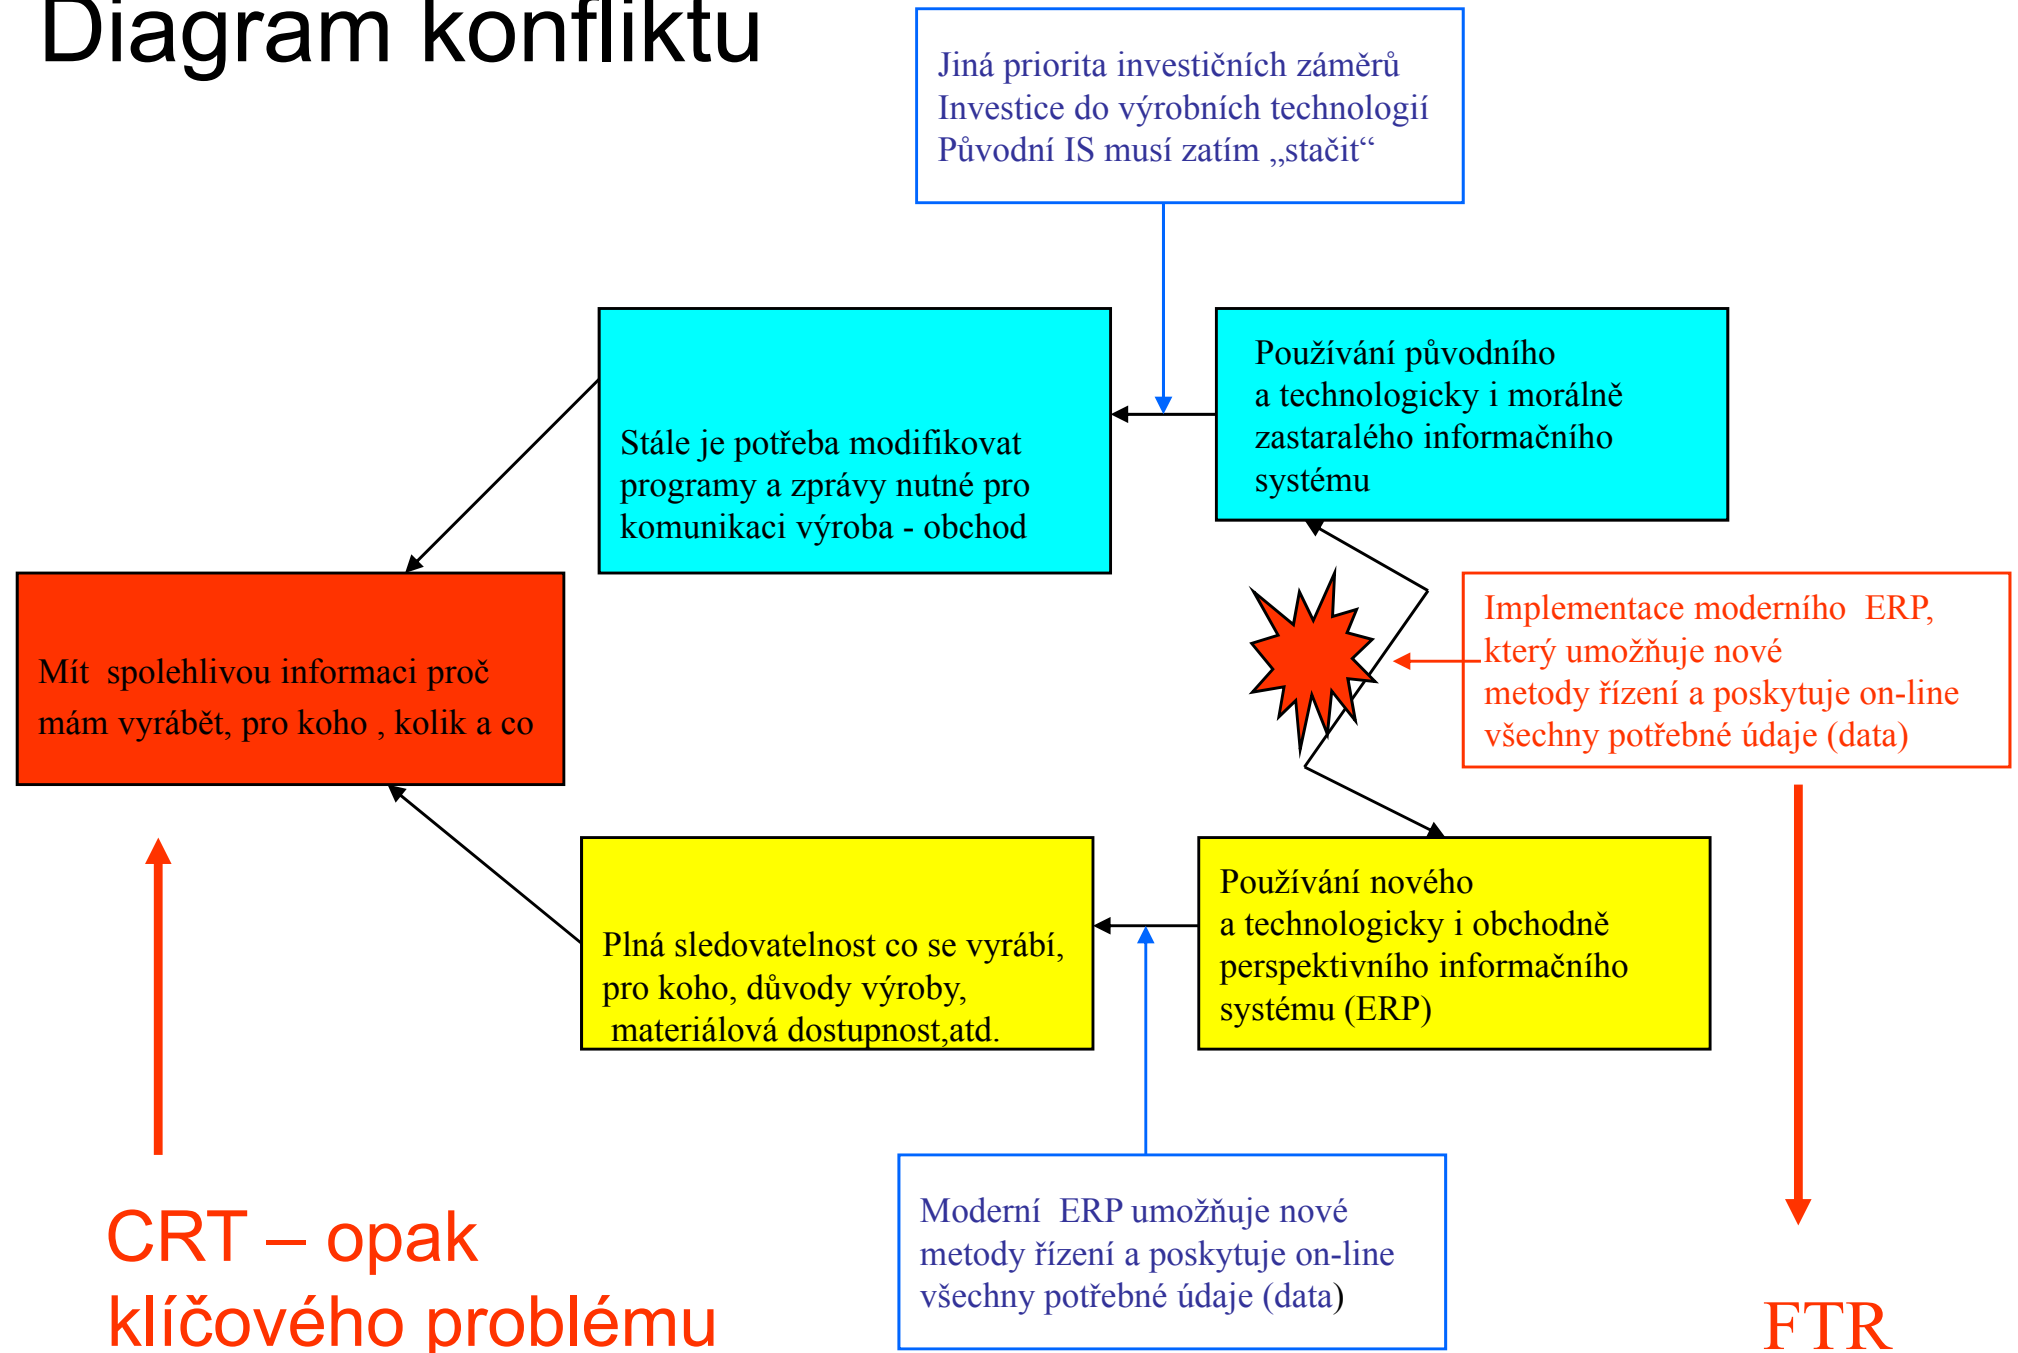 Diagram konfliktu
Jiná priorita investičních záměrů
Investice do výrobních technologií
Původní IS musí zatím „stačit“
Používání původního
a technologicky i morálně
zastaralého informačního
systému
Stále je potřeba modifikovat
programy a zprávy nutné pro
komunikaci výroba - obchod
Implementace moderního  ERP,
který umožňuje nové
metody řízení a poskytuje on-line
všechny potřebné údaje (data)
Mít  spolehlivou informaci proč
mám vyrábět, pro koho , kolik a co
Používání nového
a technologicky i obchodně
perspektivního informačního
systému (ERP)
Plná sledovatelnost co se vyrábí,
pro koho, důvody výroby,
materiálová dostupnost,atd.
Moderní  ERP umožňuje nové
metody řízení a poskytuje on-line
všechny potřebné údaje (data)
CRT – opak
klíčového problému
FTR